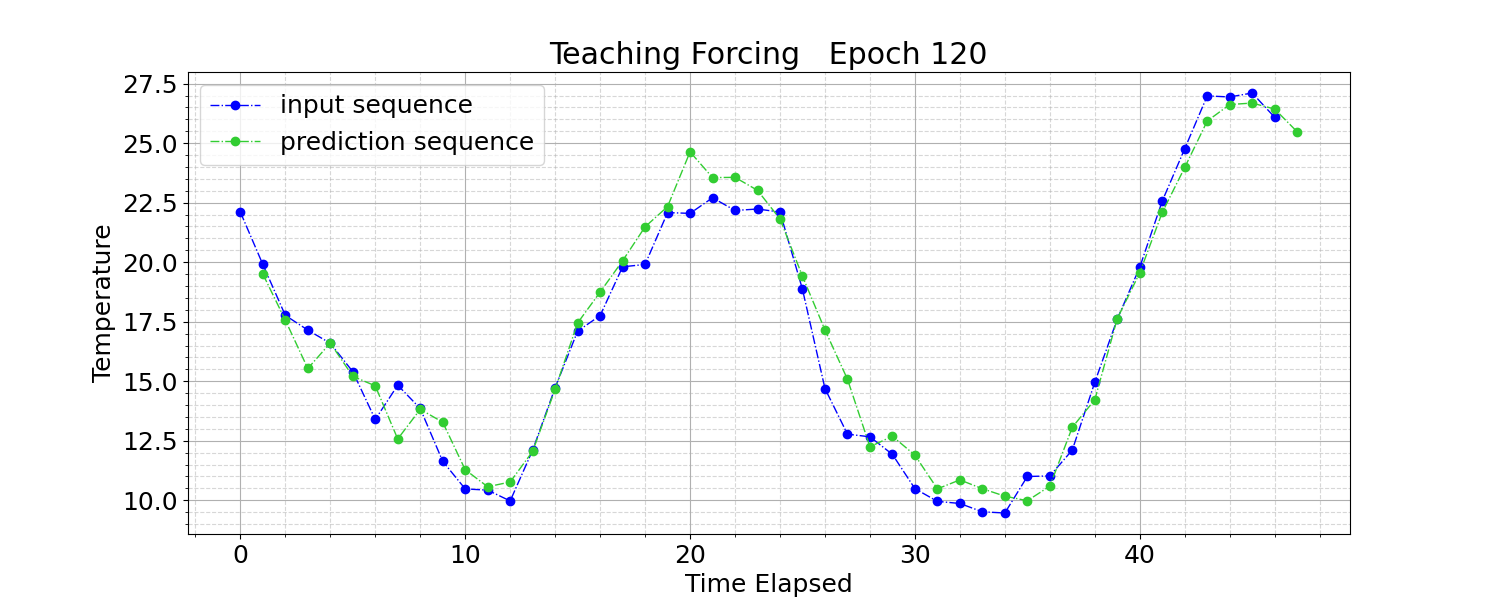 Teaching Forcing   Epoch 120
27.5
25.0
22.5
20.0
17.5
15.0
12.5
10.0
Temperature
input sequence
prediction sequence
0 10 20 30 40
Time Elapsed